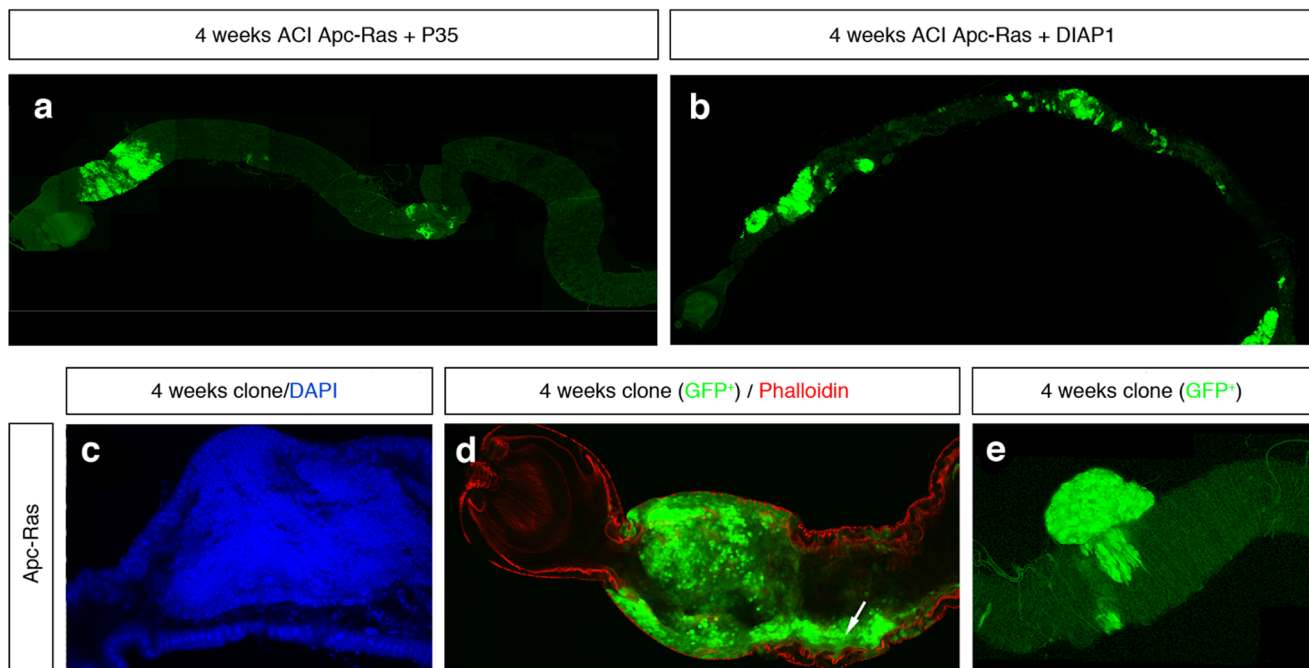 4 weeks ACI Apc-Ras + P35
4 weeks ACI Apc-Ras + DIAP1
a
b
4 weeks clone/DAPI
4 weeks clone (GFP⁺) / Phalloidin
4 weeks clone (GFP⁺)
Apc-Ras
c
d
e